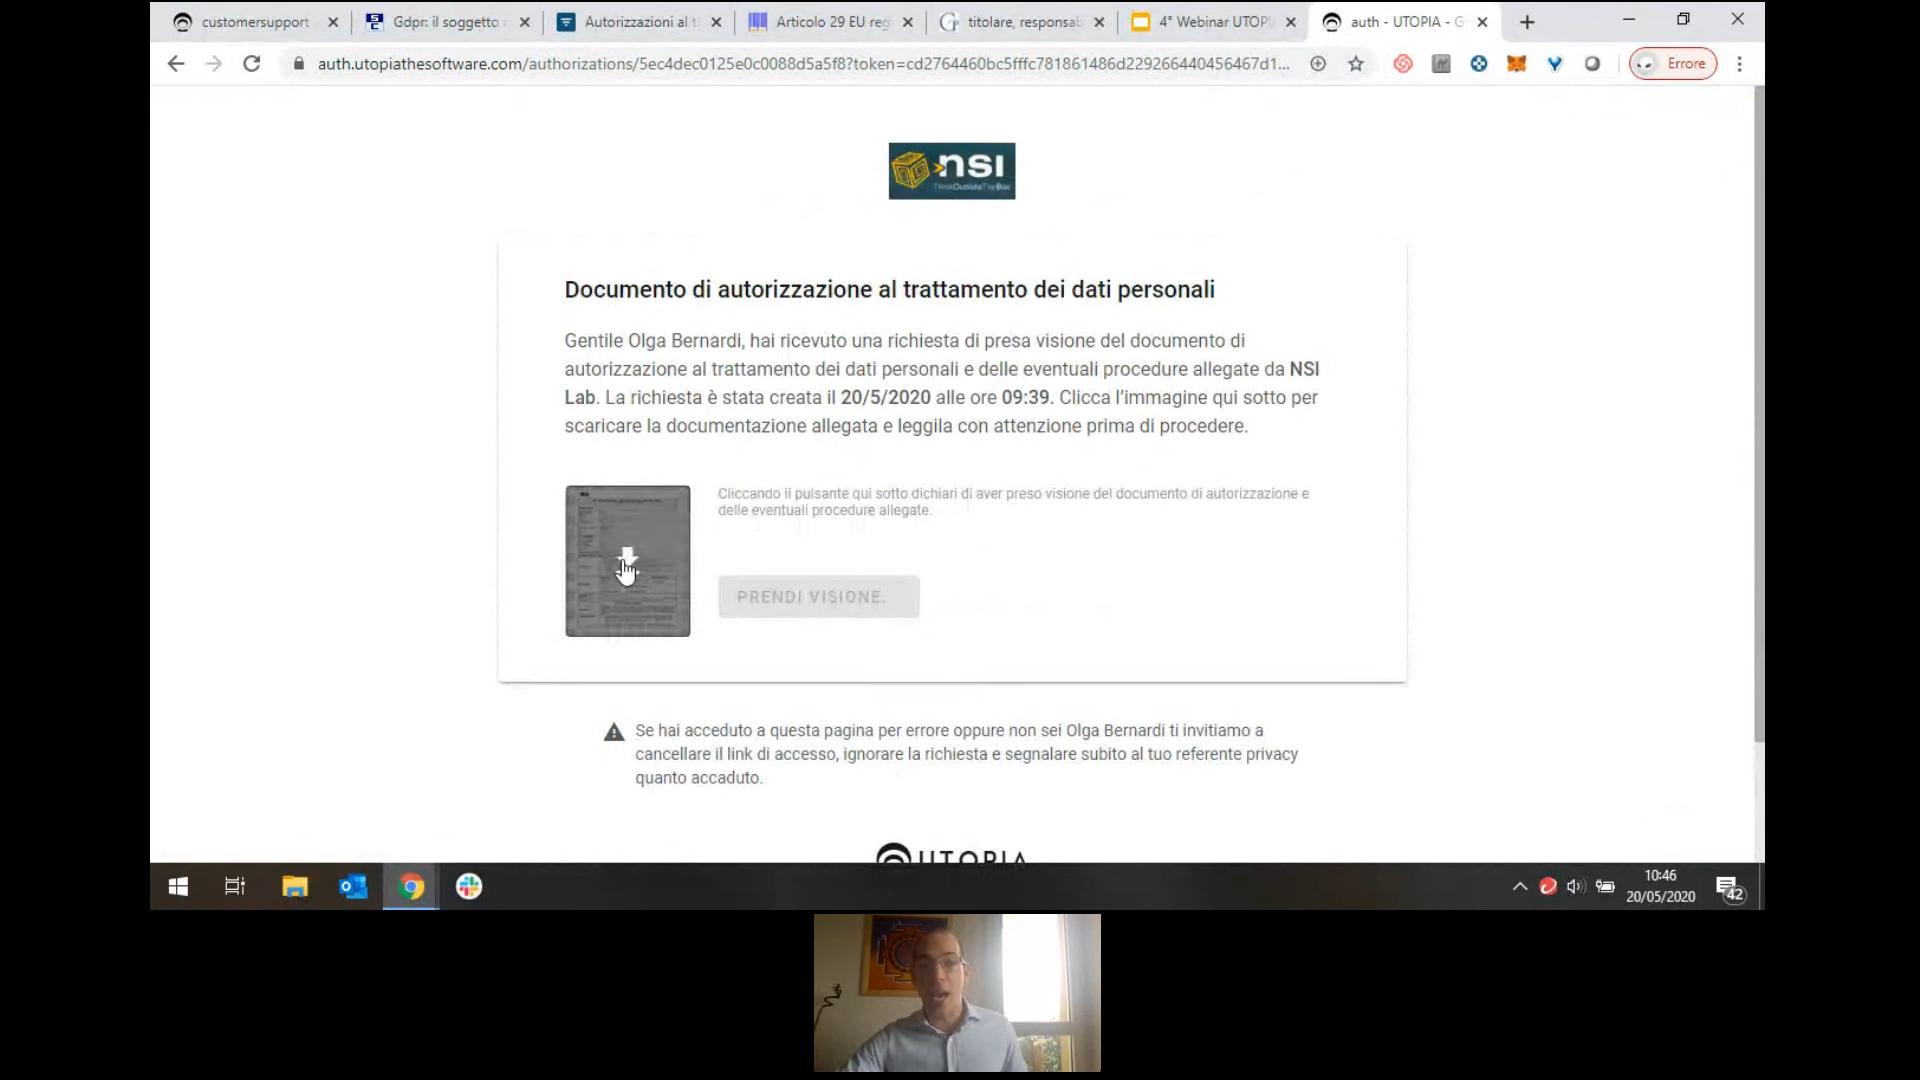 customersupport
Gdpr: il soggetto
Autorizzazioni al t
Articolo 29 EU reg
titolare, responsab
4° Webinar UTOPI
auth - UTOPIA - G
auth.utopiathesoftware.com/authorizations/5ec4dec0125e0c0088d5a5f8?token=cd2764460bc5fffc781861486d229266440456467d1...
Errore
nsi
ThinkOutsideTheBox
Documento di autorizzazione al trattamento dei dati personali
Gentile Olga Bernardi, hai ricevuto una richiesta di presa visione del documento di
autorizzazione al trattamento dei dati personali e delle eventuali procedure allegate da NSI
Lab. La richiesta è stata creata il 20/5/2020 alle ore 09:39. Clicca l'immagine qui sotto per
scaricare la documentazione allegata e leggila con attenzione prima di procedere.
Cliccando il pulsante qui sotto dichiari di aver preso visione del documento di autorizzazione e
delle eventuali procedure allegate.
PRENDI VISIONE.
Se hai acceduto a questa pagina per errore oppure non sei Olga Bernardi ti invitiamo a
cancellare il link di accesso, ignorare la richiesta e segnalare subito al tuo referente privacy
quanto accaduto.
UTOPIA
10:46
20/05/2020
42